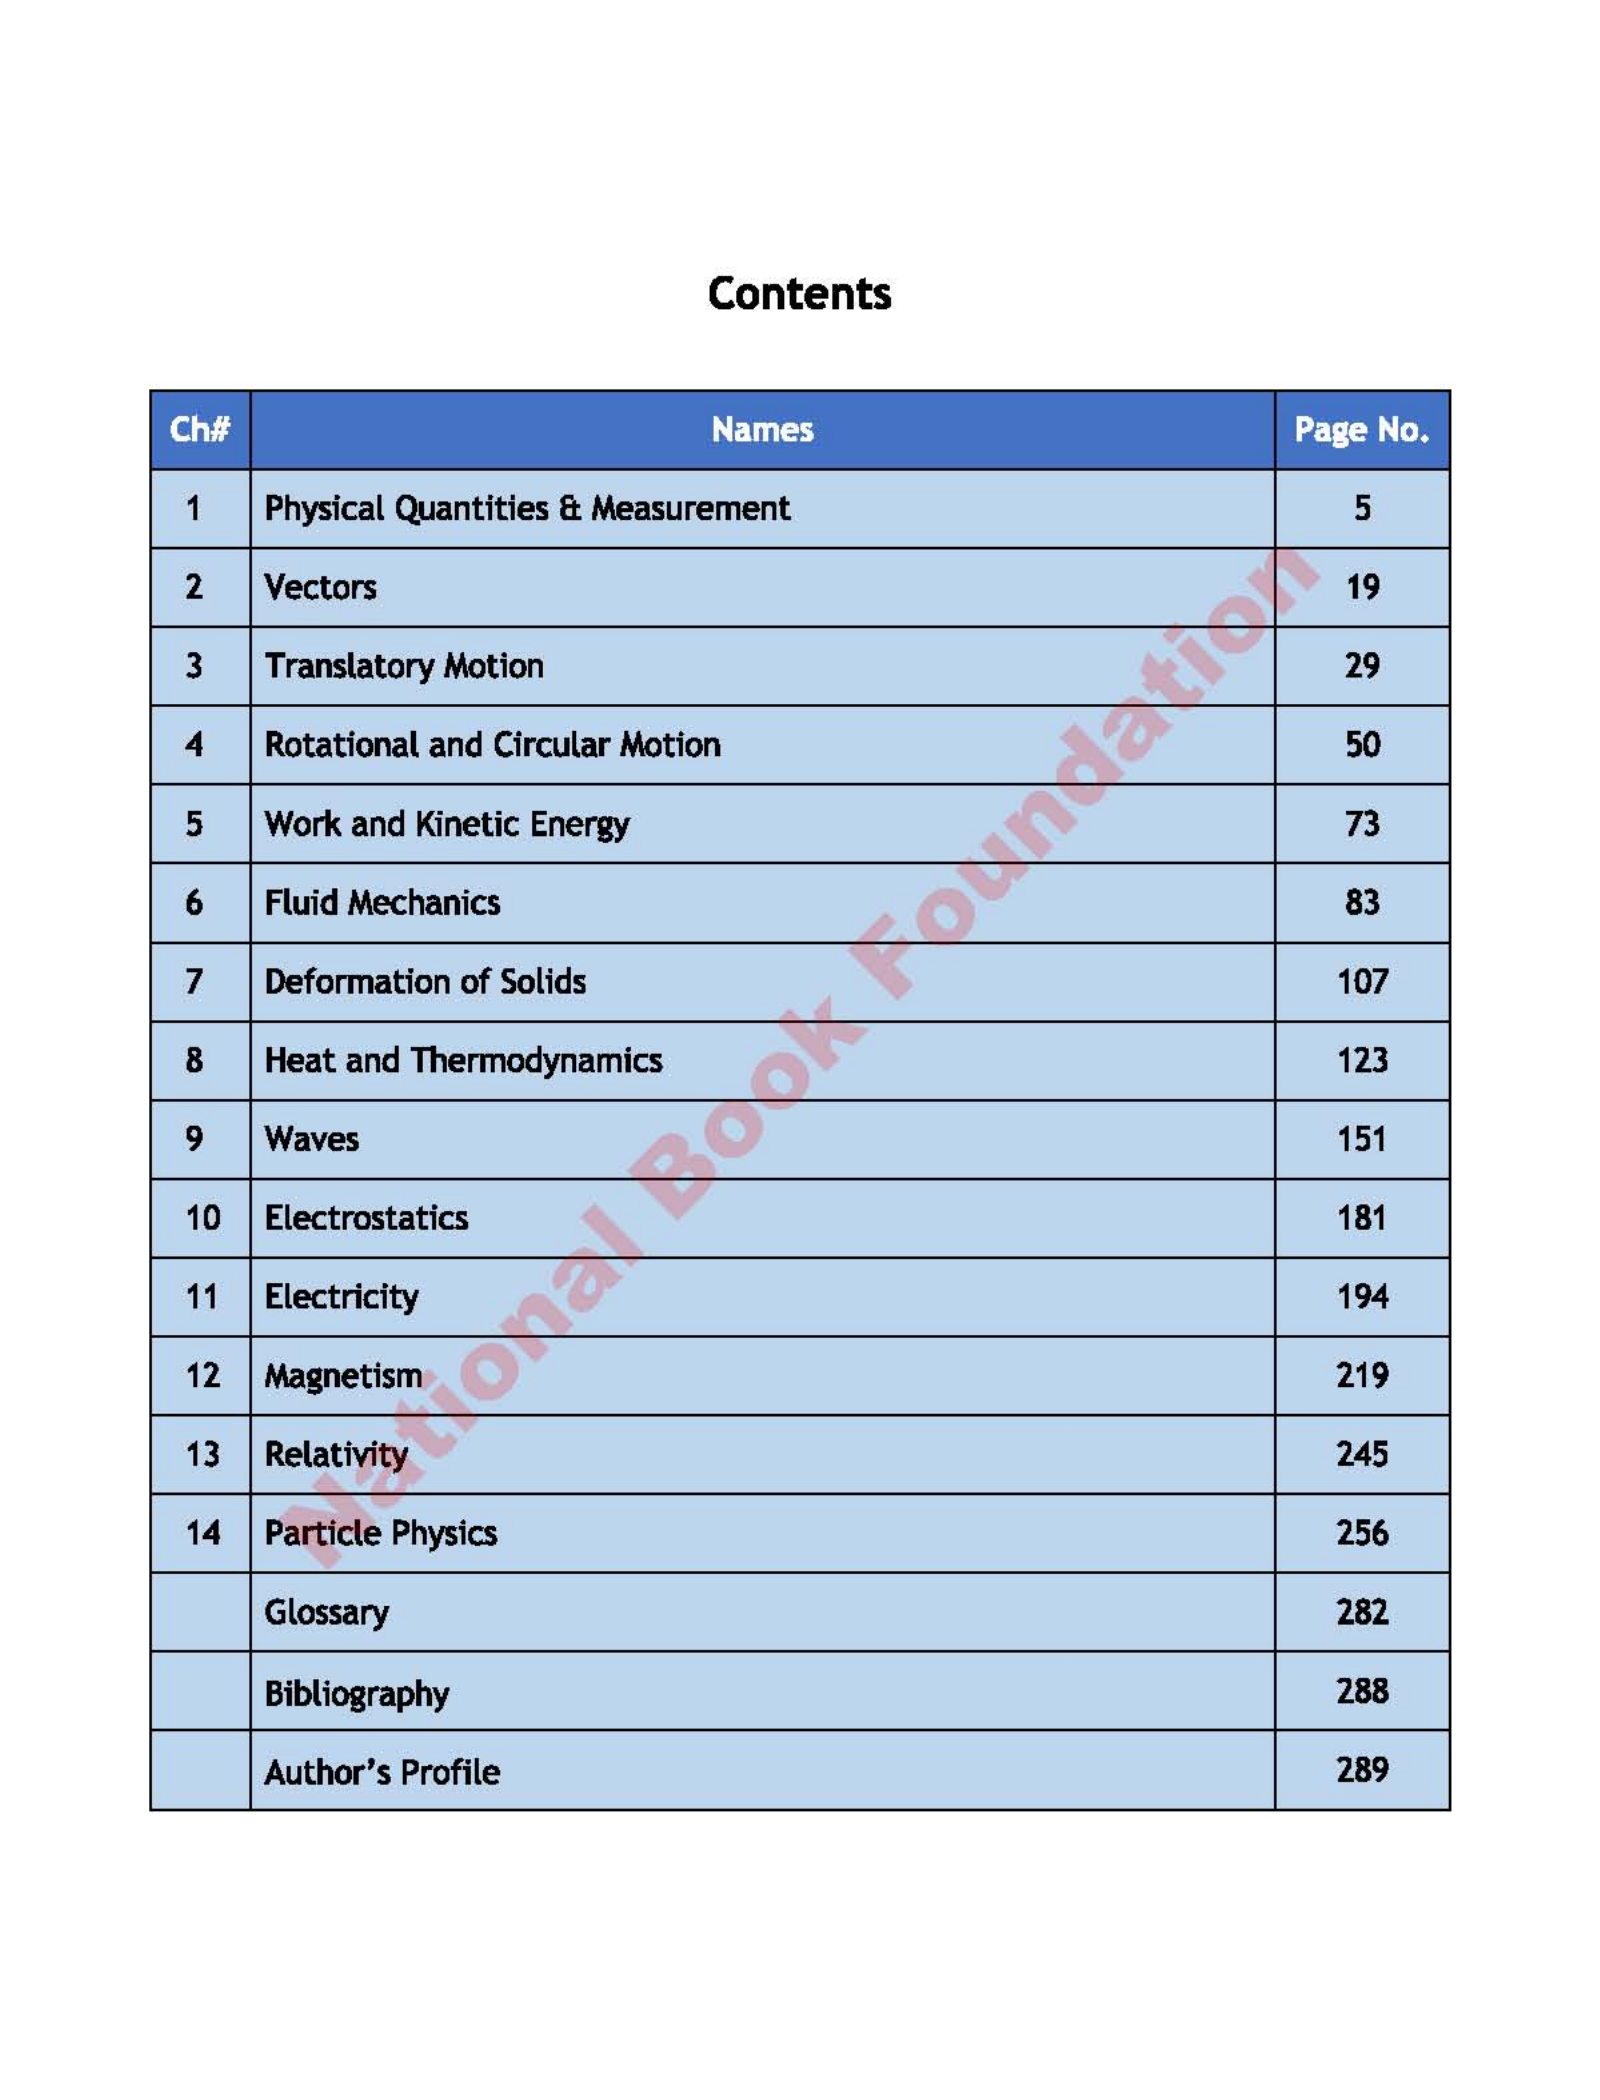 Contents
Ch# Names Page No.
1 Physical Quantities & Measurement 5
2 Vectors 19
3 Translatory Motion 29
4 Rotational and Circular Motion 50
5 Work and Kinetic Energy 73
6 Fluid Mechanics 83
7 Deformation of Solids 107
8 Heat and Thermodynamics 123
9 Waves 151
10 Electrostatics 181
11 Electricity 194
12 Magnetism 219
13 Relativity 245
14 Particle Physics 256
Glossary 282
Bibliography 288
Author's Profile 289
National Book Foundation